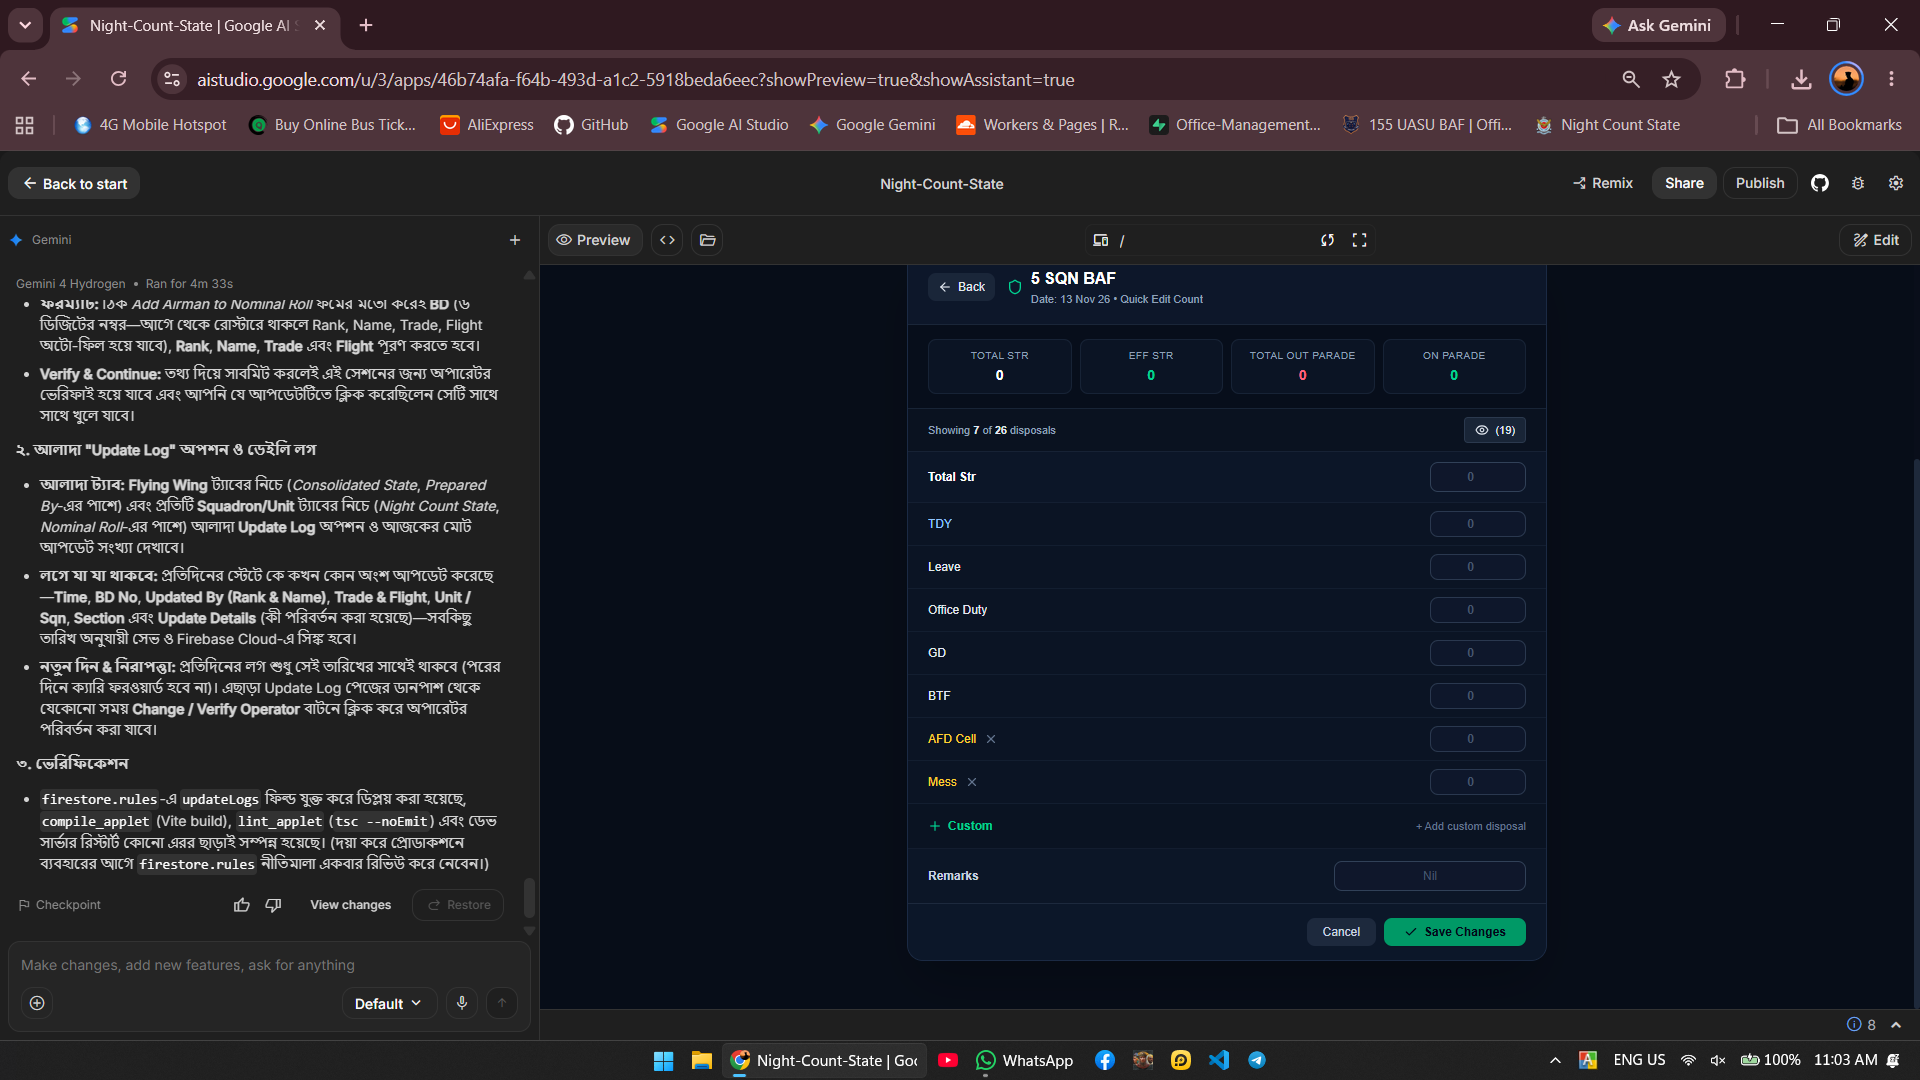 Night-Count-State | Google AI S
Ask Gemini
aistudio.google.com/u/3/apps/46b74afa-f64b-493d-a1c2-5918beda6eec?showPreview=true&showAssistant=true
4G Mobile Hotspot
Buy Online Bus Tick...
AliExpress
GitHub
Google AI Studio
Google Gemini
Workers & Pages | R...
Office-Management...
155 UASU BAF | Offi...
Night Count State
All Bookmarks
Back to start
Night-Count-State
Remix
Share
Publish
Gemini
Preview
/
Edit
Gemini 4 Hydrogen • Ran for 4m 33s
ফরম্যাট: ঠিক Add Airman to Nominal Roll ফর্মের মতো করেই BD (৬
ডিজিটের নম্বর—আগে থেকে রোস্টারে থাকলে Rank, Name, Trade, Flight
অটো-ফিল হয়ে যাবে), Rank, Name, Trade এবং Flight পূরণ করতে হবে।
Verify & Continue: তথ্য দিয়ে সাবমিট করলেই এই সেশনের জন্য অপারেটর
ভেরিফাই হয়ে যাবে এবং আপনি যে আপডেটটিতে ক্লিক করেছিলেন সেটি সাথে
সাথে খুলে যাবে।
২. আলাদা "Update Log" অপশন ও ডেইলি লগ
আলাদা ট্যাব: Flying Wing ট্যাবের নিচে (Consolidated State, Prepared
By-এর পাশে) এবং প্রতিটি Squadron/Unit ট্যাবের নিচে (Night Count State,
Nominal Roll-এর পাশে) আলাদা Update Log অপশন ও আজকের মোট
আপডেট সংখ্যা দেখাবে।
লগে যা যা থাকবে: প্রতিদিনের স্টেটে কে কখন কোন অংশ আপডেট করেছে
—Time, BD No, Updated By (Rank & Name), Trade & Flight, Unit /
Sqn, Section এবং Update Details (কী পরিবর্তন করা হয়েছে)—সবকিছু
তারিখ অনুযায়ী সেভ ও Firebase Cloud-এ সিঙ্ক হবে।
নতুন দিন & নিরাপত্তা: প্রতিদিনের লগ শুধু সেই তারিখের সাথেই থাকবে (পরের
দিনে ক্যারি ফরওয়ার্ড হবে না)। এছাড়া Update Log পেজের ডানপাশ থেকে
যেকোনো সময় Change / Verify Operator বাটনে ক্লিক করে অপারেটর
পরিবর্তন করা যাবে।
৩. ভেরিফিকেশন
firestore.rules-এ updateLogs ফিল্ড যুক্ত করে ডিপ্লয় করা হয়েছে,
compile_applet (Vite build), lint_applet (tsc --noEmit) এবং ডেভ
সার্ভার রিস্টার্ট কোনো এরর ছাড়াই সম্পন্ন হয়েছে। (দয়া করে প্রোডাকশনে
ব্যবহারের আগে firestore.rules নীতিমালা একবার রিভিউ করে নেবেন।)
Checkpoint
View changes
Restore
Make changes, add new features, ask for anything
Default
Back
5 SQN BAF
Date: 13 Nov 26 • Quick Edit Count
TOTAL STR
0
EFF STR
0
TOTAL OUT PARADE
0
ON PARADE
0
Showing 7 of 26 disposals
(19)
Total Str 0
TDY 0
Leave 0
Office Duty 0
GD 0
BTF 0
AFD Cell × 0
Mess × 0
+ Custom
+ Add custom disposal
Remarks Nil
Cancel
Save Changes
8
Night-Count-State | Goo
WhatsApp
ENG US
100%
11:03 AM